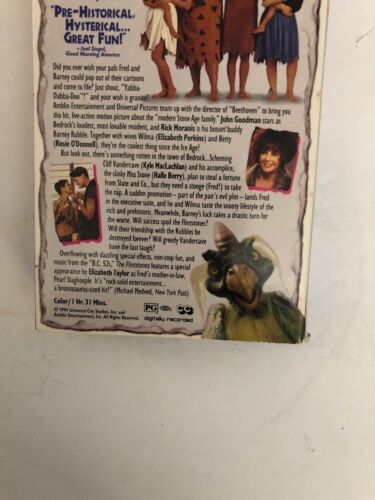 "PRE-HISTORICAL,
HYSTERICAL...
GREAT FUN!"
– Joel Siegel,
Good Morning America
Did you ever wish your pals Fred and
Barney could pop out of their cartoons
and come to life? Just shout, "Yabba-
Dabba-Doo™!" and your wish is granite!
Amblin Entertainment and Universal Pictures team up with the director of "Beethoven" to bring you
this hit, live-action motion picture about the "modern Stone Age family." John Goodman stars as
Bedrock's loudest, most lovable resident, and Rick Moranis is his bosom buddy
Barney Rubble. Together with wives Wilma (Elizabeth Perkins) and Betty
(Rosie O'Donnell), they're the coolest thing since the Ice Age!
But look out, there's something rotten in the town of Bedrock...Scheming
Cliff Vandercave (Kyle MacLachlan) and his accomplice,
the slinky Miss Stone (Halle Berry), plan to steal a fortune
from Slate and Co., but they need a stooge (Fred!) to take
the rap. A sudden promotion – part of the pair's evil plot – lands Fred
in the executive suite, and he and Wilma taste the snooty lifestyle of the
rich and prehistoric. Meanwhile, Barney's luck takes a drastic turn for
the worse. Will success spoil the Flintstones?
Will their friendship with the Rubbles be
destroyed forever? Will greedy Vandercave
have the last laugh?
Overflowing with dazzling special effects, non-stop fun, and
music from the "B.C. 52s," The Flintstones features a special
appearance by Elizabeth Taylor as Fred's mother-in-law,
Pearl Slaghoople. It's "rock-solid entertainment...
a brontosaurus-sized hit!" (Michael Medved, New York Post)
Color/1 Hr. 31 Mins.
© 1994 Universal City Studios, Inc. and
Amblin Entertainment, Inc. All Rights Reserved.
PG
CC
digitally recorded